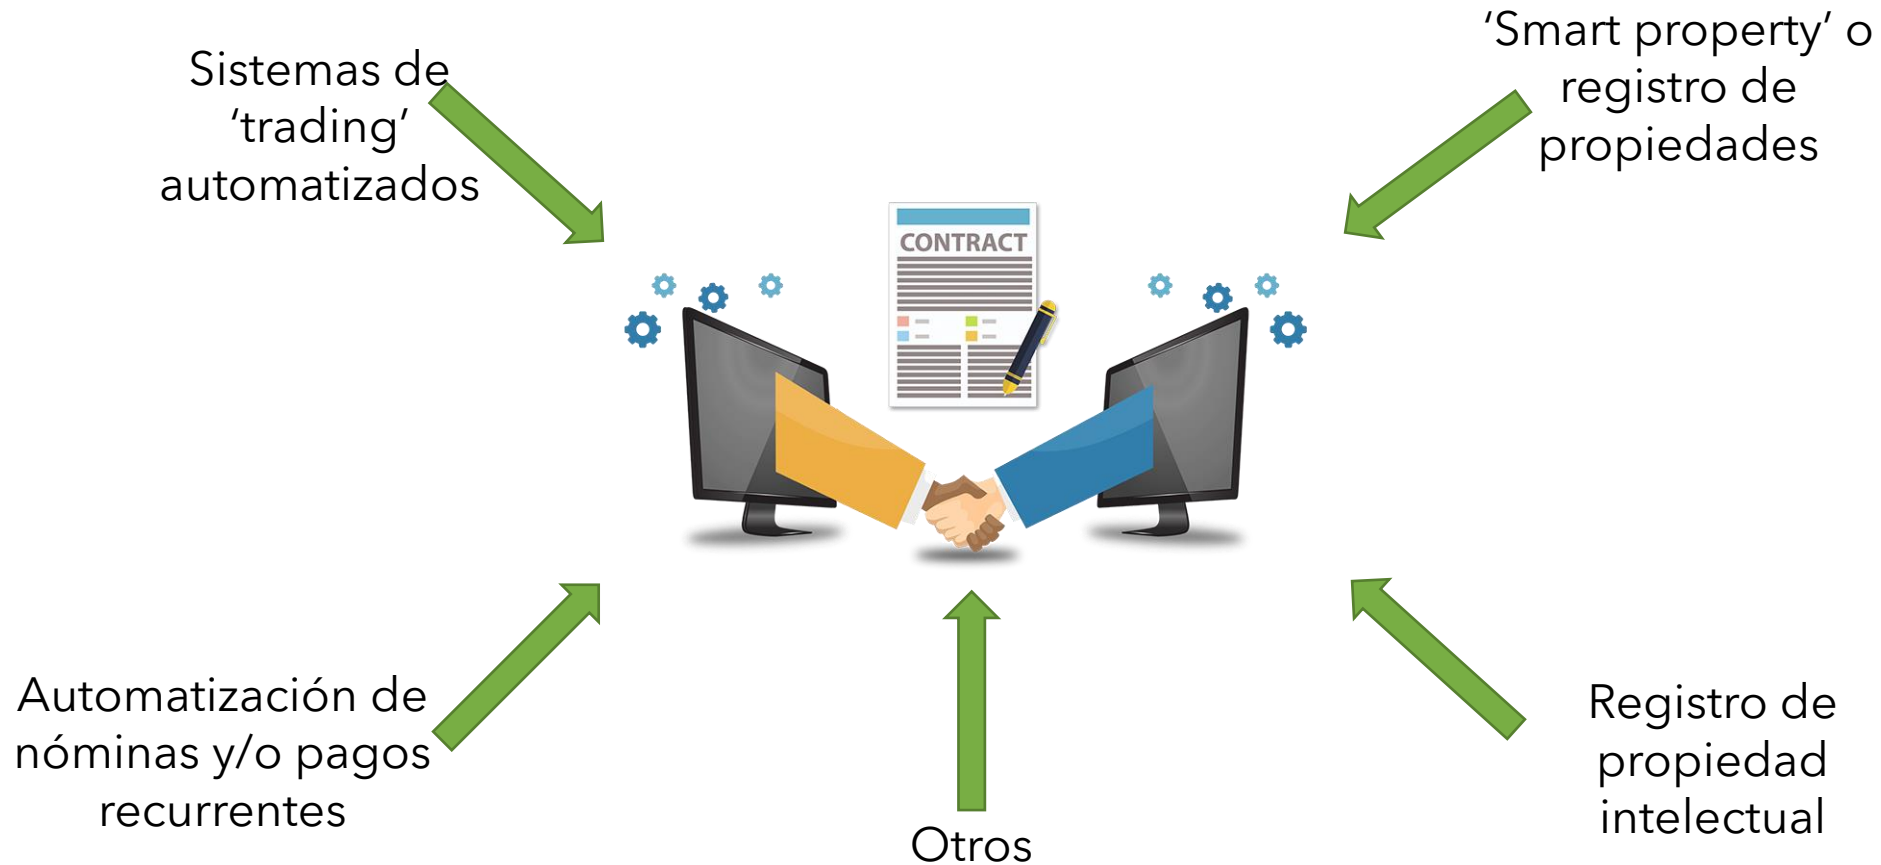 Sistemas de
‘trading’
automatizados
‘Smart property’ o
registro de
propiedades
CONTRACT
Automatización de
nóminas y/o pagos
recurrentes
Otros
Registro de
propiedad
intelectual